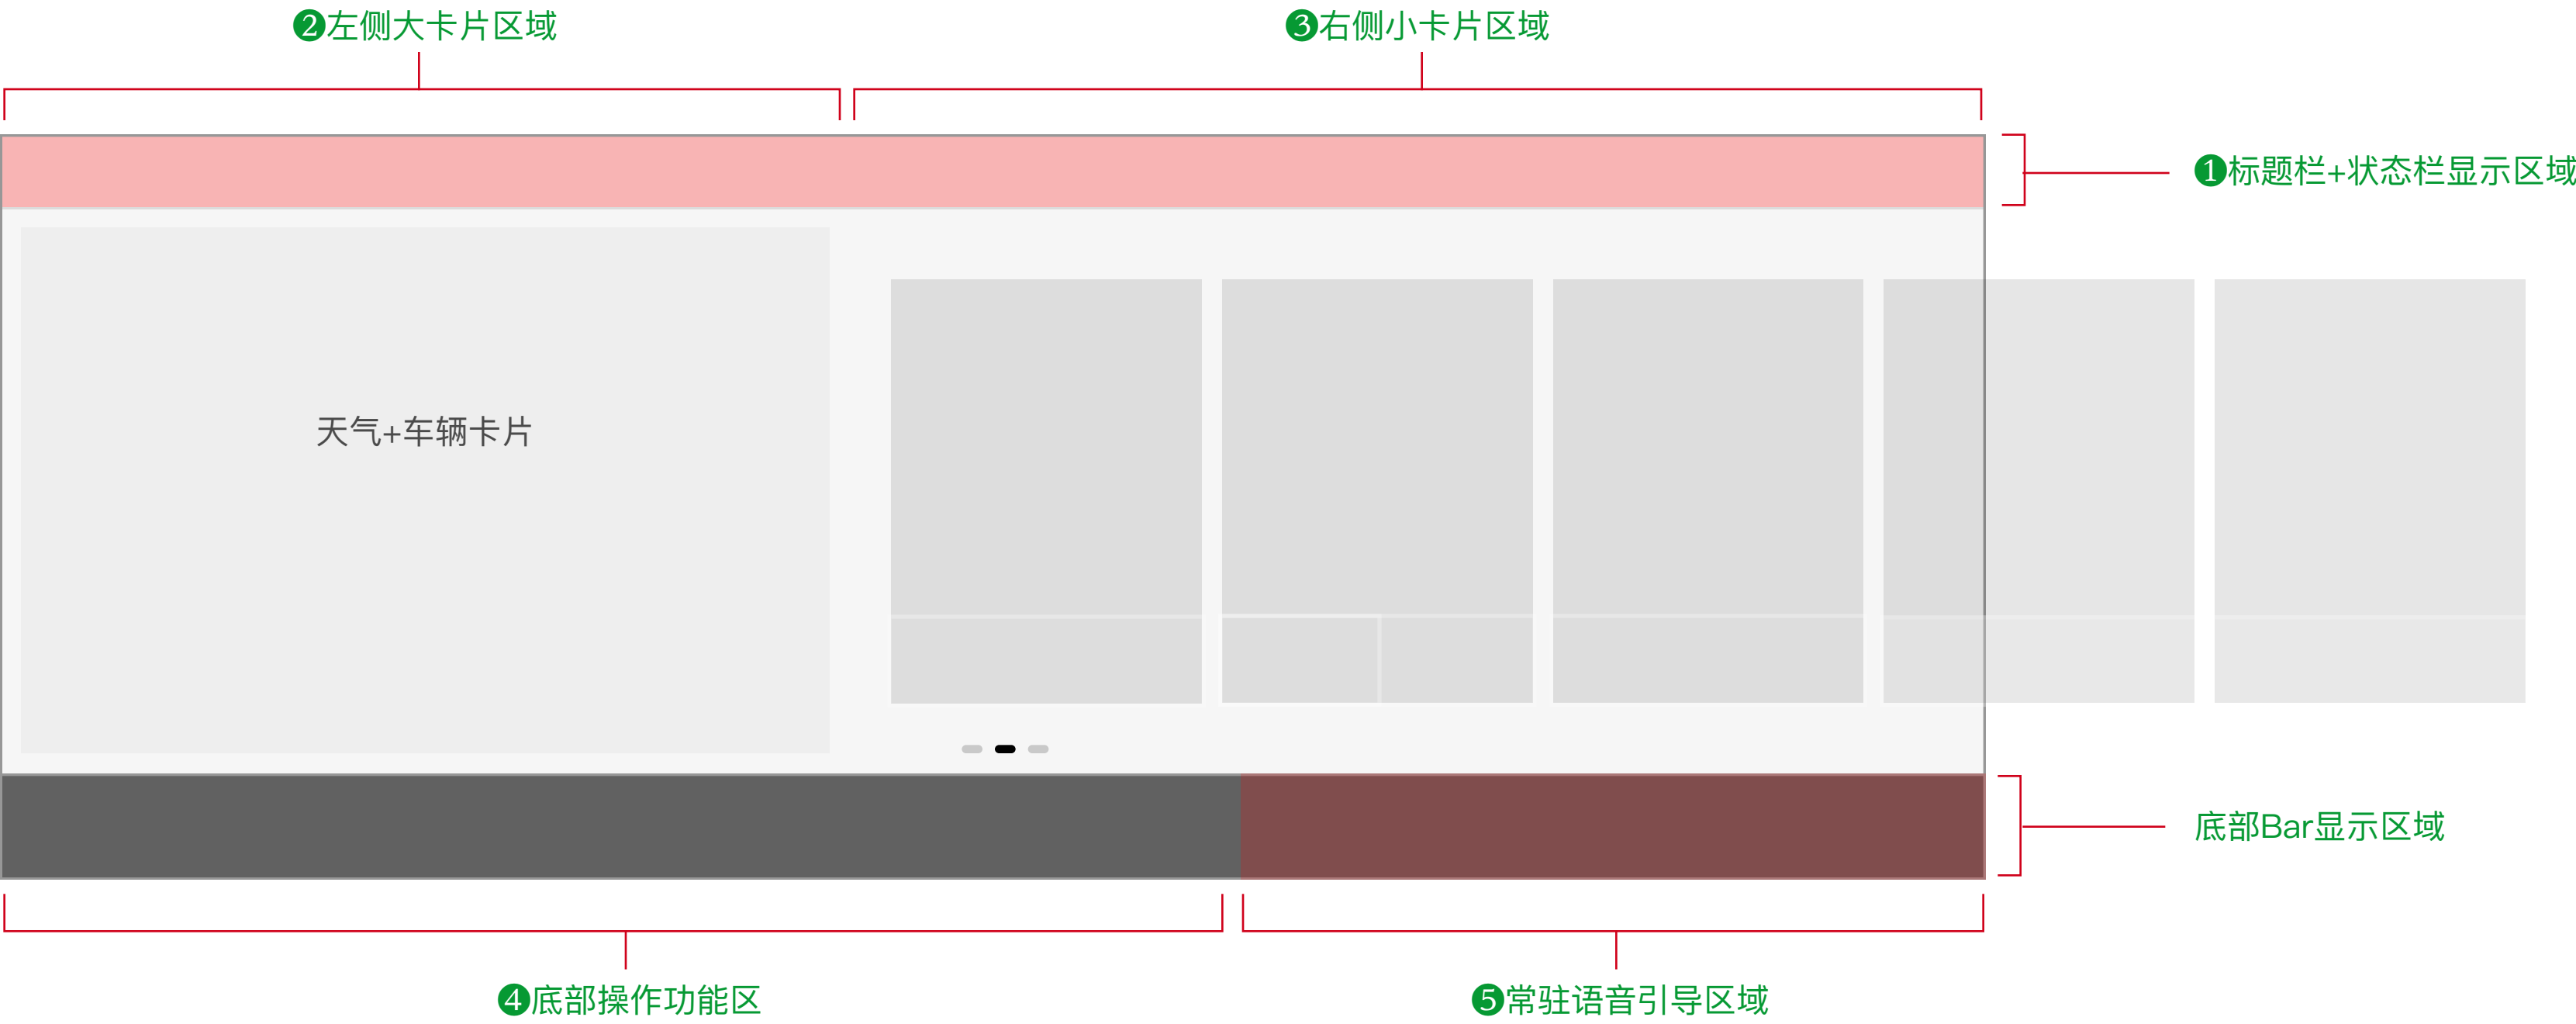 ❷左侧大卡片区域
❸右侧小卡片区域
❶标题栏+状态栏显示区域
天气+车辆卡片
底部Bar显示区域
❹底部操作功能区
❺常驻语音引导区域